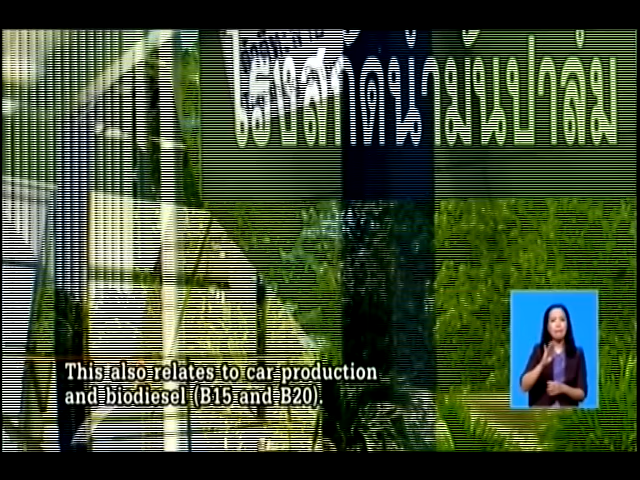 โรงสกัดน้ำมันปาล์ม
This also relates to car production
and biodiesel (B15 and B20).